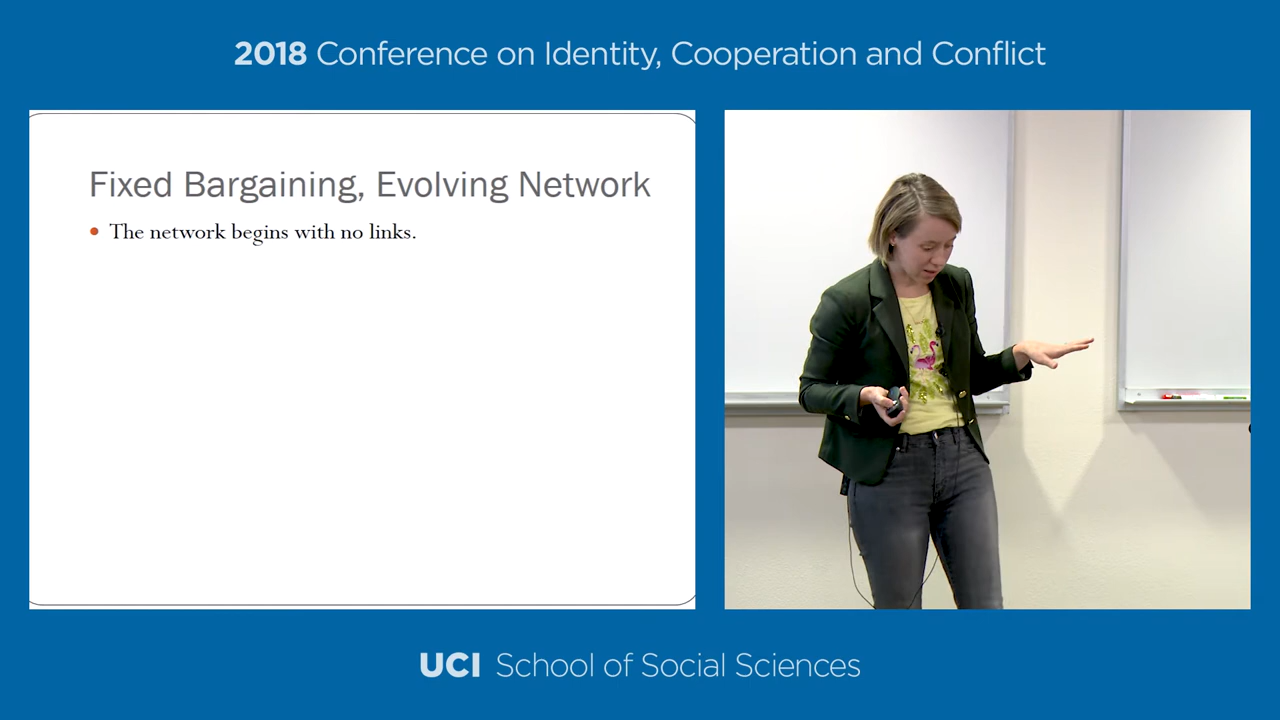 2018 Conference on Identity, Cooperation and Conflict
Fixed Bargaining, Evolving Network
• The network begins with no links.
UCI School of Social Sciences